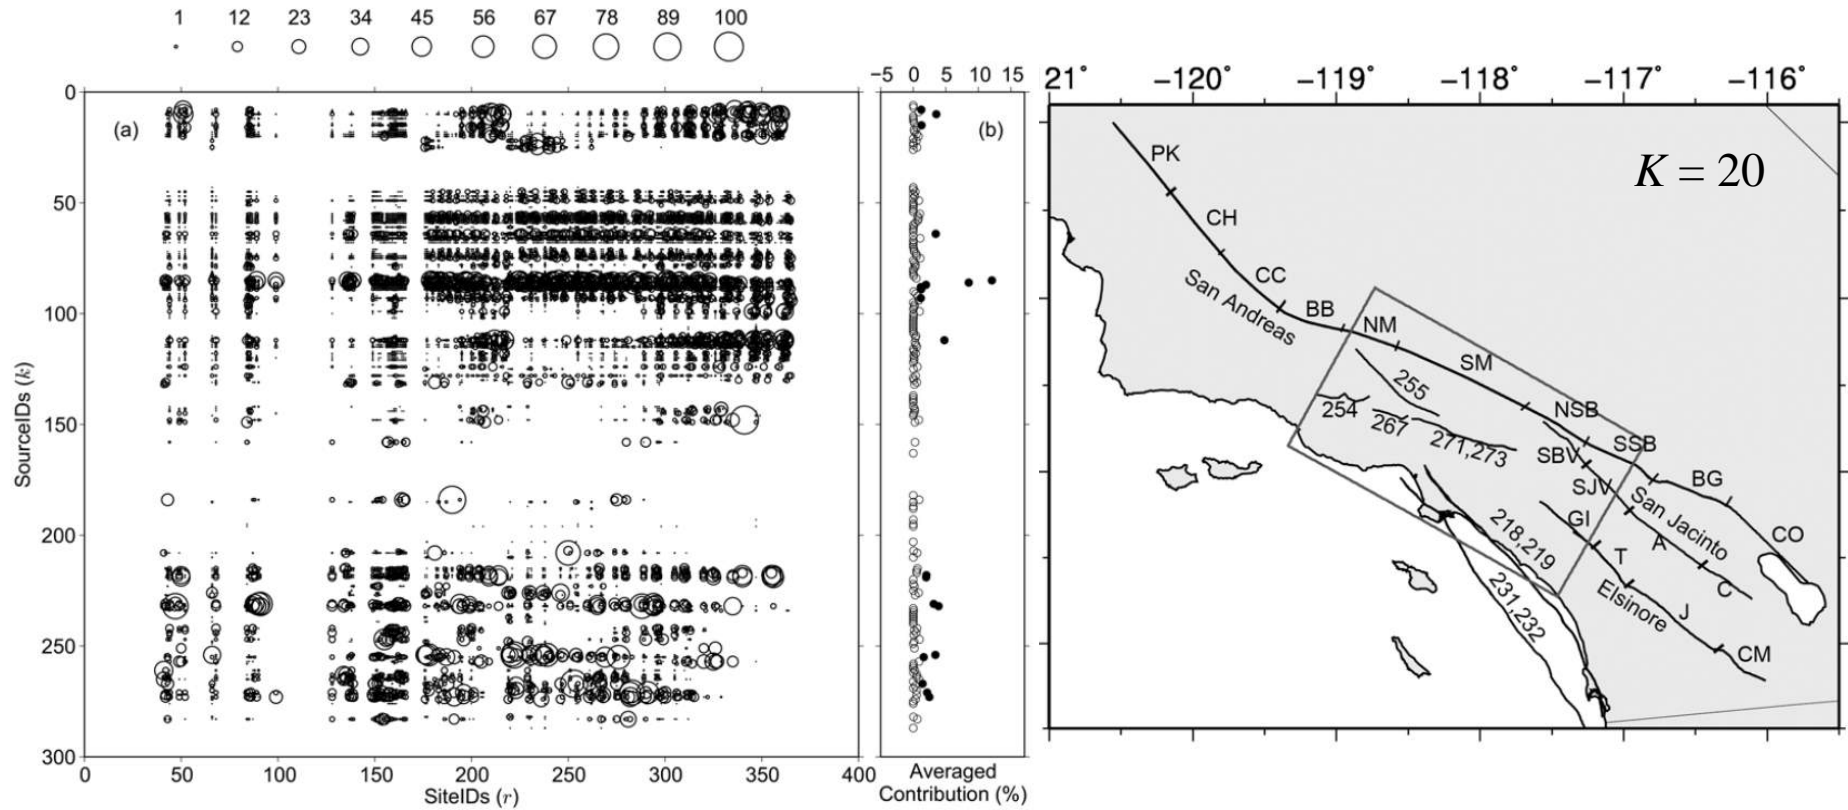 1 12 23 34 45 56 67 78 89 100
−5 0 5 10 15
(a)
(b)
0
50
100
150
200
250
300
SourceIDs (k)
0 50 100 150 200 250 300 350 400
SiteIDs (r)
Averaged
Contribution (%)
21° −120° −119° −118° −117° −116°
K = 20
PK
CH
CC
San Andreas
BB
NM
SM
255
254
267
271,273
NSB
SSB
SBV
BG
SJV
San Jacinto
GI
CO
218,219
T
A
C
231,232
Elsinore
J
CM